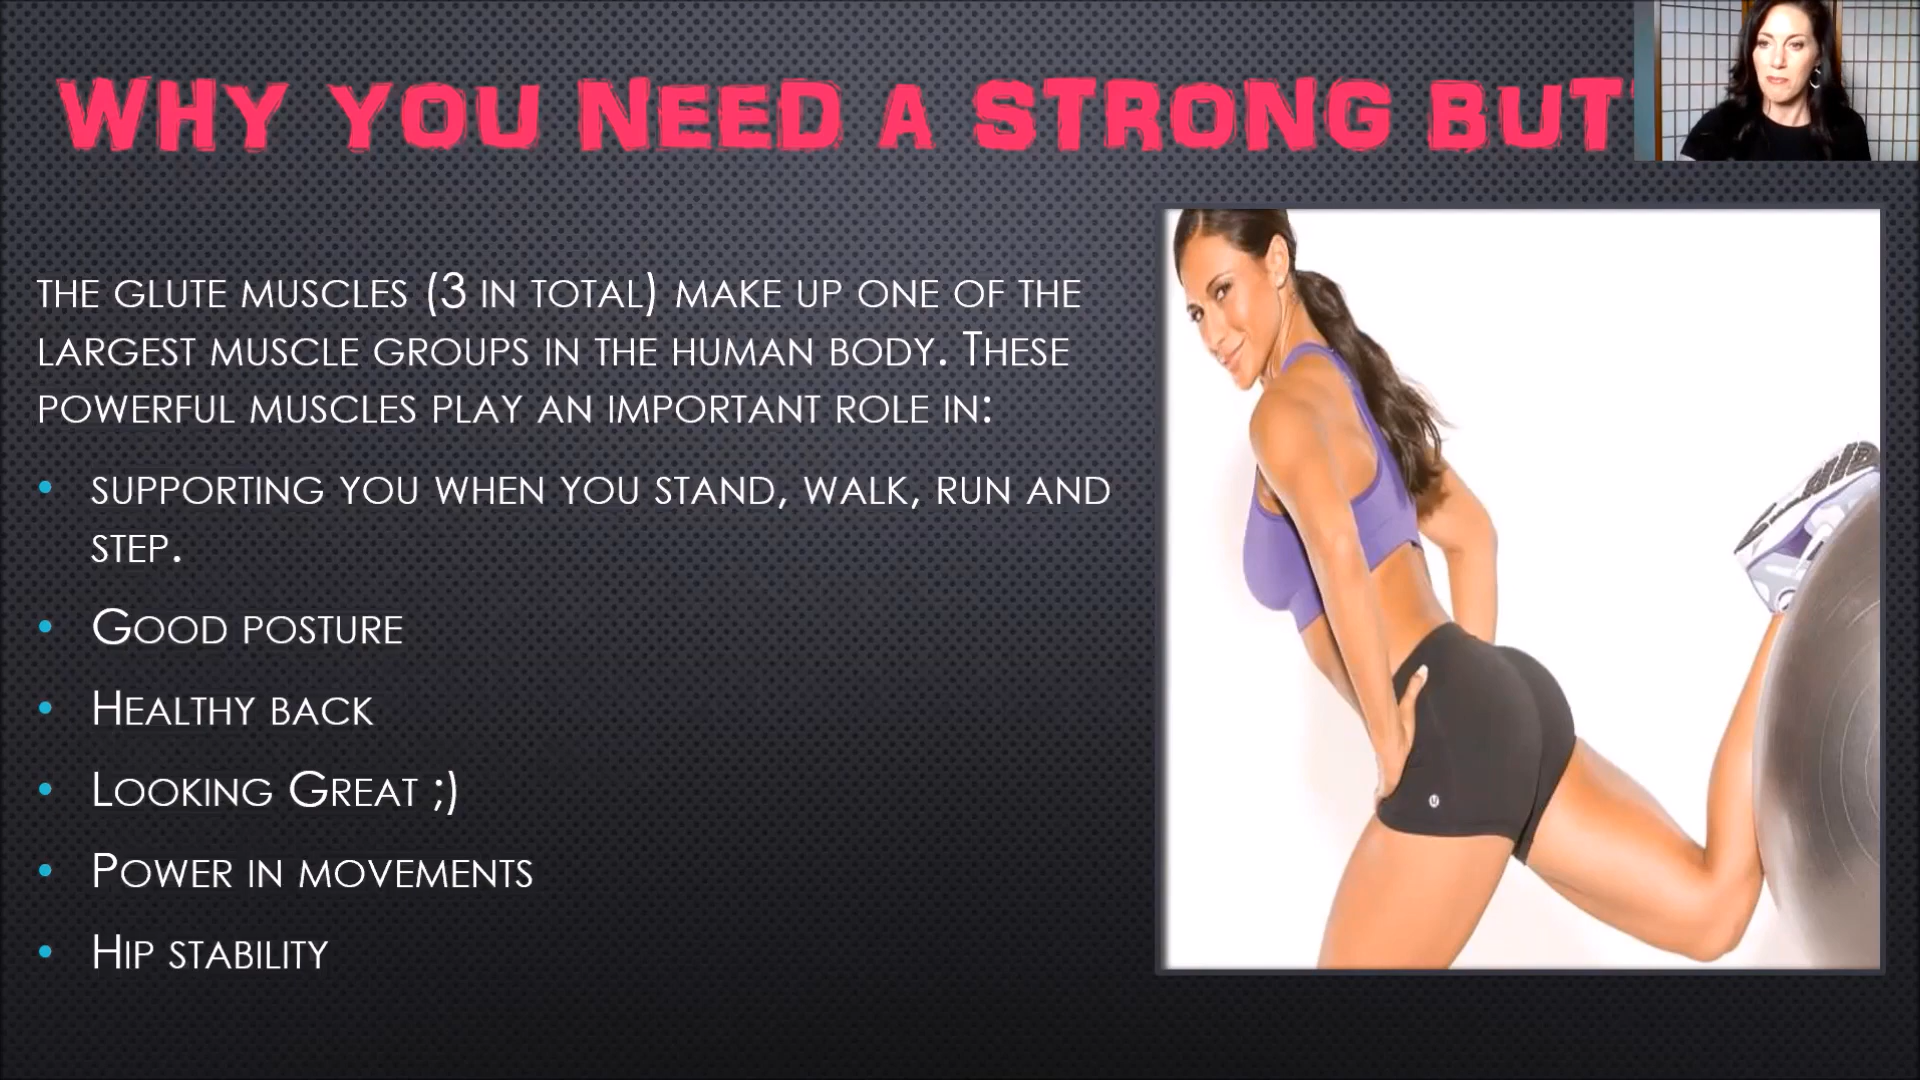 WHY YOU NEED A STRONG BUT
THE GLUTE MUSCLES (3 IN TOTAL) MAKE UP ONE OF THE
LARGEST MUSCLE GROUPS IN THE HUMAN BODY. THESE
POWERFUL MUSCLES PLAY AN IMPORTANT ROLE IN:
• SUPPORTING YOU WHEN YOU STAND, WALK, RUN AND
STEP.
• GOOD POSTURE
• HEALTHY BACK
• LOOKING GREAT ;)
• POWER IN MOVEMENTS
• HIP STABILITY